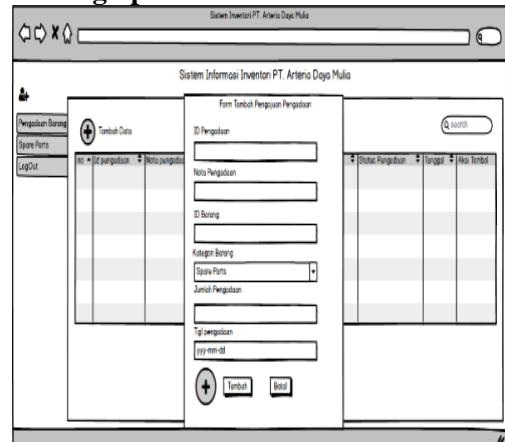 Sistem Inventori PT. Arteria Daya Mulia
Sistem Informasi Inventori PT. Arteria Daya Mulia
Pengadaan Barang
Spare Parts
LogOut
Tambah Data
search
no Id pengadaan Nota pengadaa Status Pengadaan Tanggal Aksi Tombol
Form Tambah Pengajuan Pengadaan
ID Pengadaan
Nota Pengadaan
ID Barang
Kategori Barang
Spare Parts
Jumlah Pengadaan
Tgl pengadaan
yyy-mm-dd
Tambah Batal